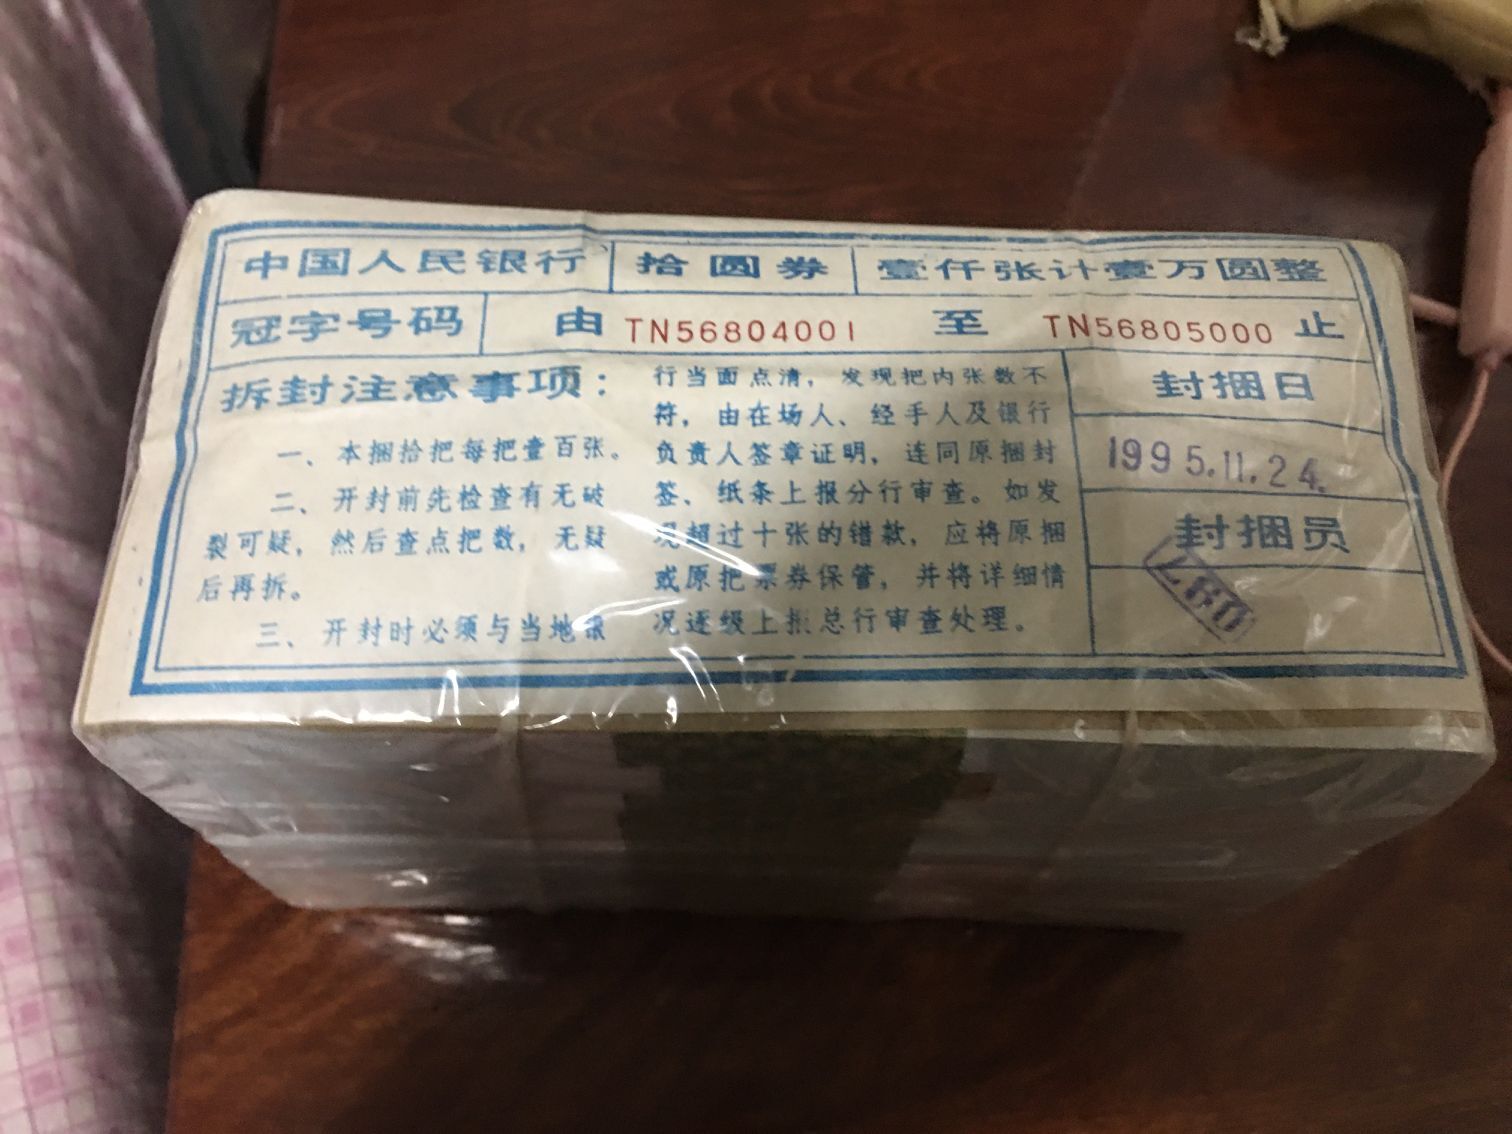 中国人民银行 拾圆券 壹仟张计壹万圆整
冠字号码 由 TN56804001 至 TN56805000 止
拆封注意事项：
一、本捆拾把每把壹百张。
二、开封前先检查有无破
裂可疑，然后查点把数，无疑
后再拆。
三、开封时必须与当地银
行当面点清，发现把内张数不
符，由在场人、经手人及银行
负责人签章证明，连同原捆封
签、纸条上报分行审查。如发
现超过十张的错款，应将原捆
或原把票券保管，并将详细情
况逐级上报总行审查处理。
封捆日
1995.11.24.
封捆员